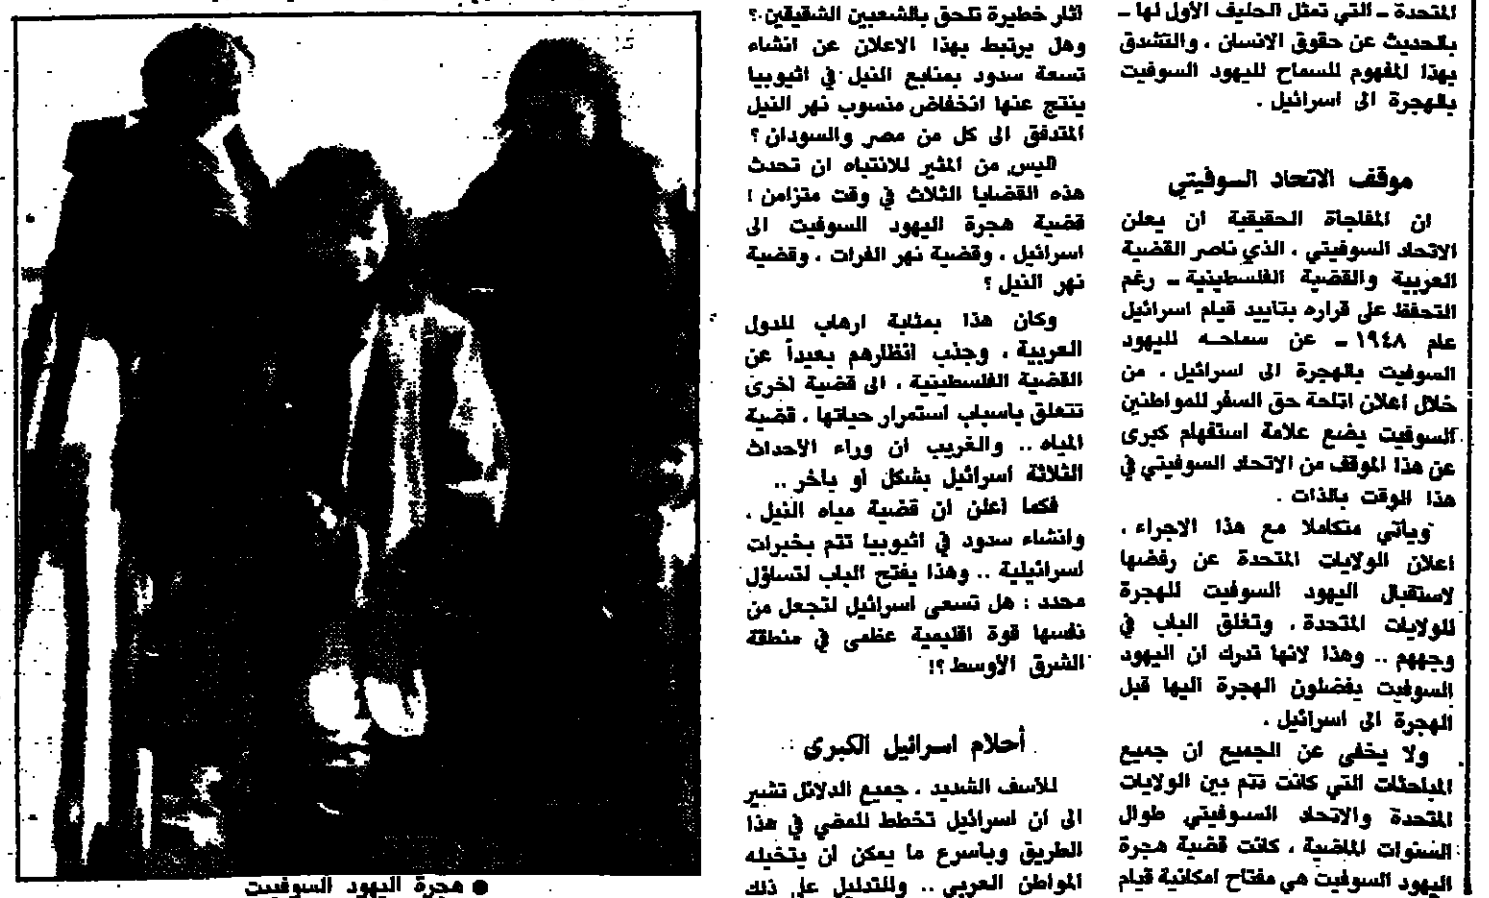 المتحدة ـ التي تمثل الحليف الأول لها ـ
بالحديث عن حقوق الانسان ، والتشدق
بهذا المفهوم للسماح لليهود السوفيت
بالهجرة الى اسرائيل .
موقف الاتحاد السوفيتي
ان المفاجأة الحقيقية ان يعلن
الاتحاد السوفيتي ، الذي ناصر القضية
العربية والقضية الفلسطينية ـ رغم
التحفظ على قراره بتاييد قيام اسرائيل
عام ١٩٤٨ ـ عن سماحه لليهود
السوفيت بالهجرة الى اسرائيل ، من
خلال اعلان اتاحة حق السفر للمواطنين
السوفيت يضع علامة استفهام كبرى
عن هذا الموقف من الاتحاد السوفيتي في
هذا الوقت بالذات .
وياتي متكاملا مع هذا الاجراء ،
اعلان الولايات المتحدة عن رفضها
لاستقبال اليهود السوفيت للهجرة
للولايات المتحدة ، وتغلق الباب في
وجههم .. وهذا لانها تدرك ان اليهود
السوفيت يفضلون الهجرة اليها قبل
الهجرة الى اسرائيل .
ولا يخفى عن الجميع ان جميع
المباحثات التي كانت تتم بين الولايات
المتحدة والاتحاد السوفيتي طوال
السنوات الماضية ، كانت قضية هجرة
اليهود السوفيت هي مفتاح امكانية قيام
آثار خطيرة تلحق بالشعبين الشقيقين ؟
وهل يرتبط بهذا الاعلان عن انشاء
تسعة سدود بمنابع النيل في اثيوبيا
ينتج عنها انخفاض منسوب نهر النيل
المتدفق الى كل من مصر والسودان ؟
اليس من المثير للانتباه ان تحدث
هذه القضايا الثلاث في وقت متزامن :
قضية هجرة اليهود السوفيت الى
اسرائيل ، وقضية نهر الفرات ، وقضية
نهر النيل ؟
وكان هذا بمثابة ارهاب للدول
العربية ، وجذب انظارهم بعيداً عن
القضية الفلسطينية ، الى قضية اخرى
تتعلق باسباب استمرار حياتها ، قضية
المياه .. والغريب ان وراء الأحداث
الثلاثة اسرائيل بشكل او بآخر ..
فكما اعلن ان قضية مياه النيل ،
وانشاء سدود في اثيوبيا تتم بخبرات
اسرائيلية .. وهذا يفتح الباب لتساؤل
محدد : هل تسعى اسرائيل لتجعل من
نفسها قوة اقليمية عظمى في منطقة
الشرق الأوسط ؟!
أحلام اسرائيل الكبرى
للأسف الشديد ، جميع الدلائل تشير
الى ان اسرائيل تخطط للمضي في هذا
الطريق وباسرع ما يمكن ان يتخيله
المواطن العربي .. وللتدليل على ذلك
● هجرة اليهود السوفييت